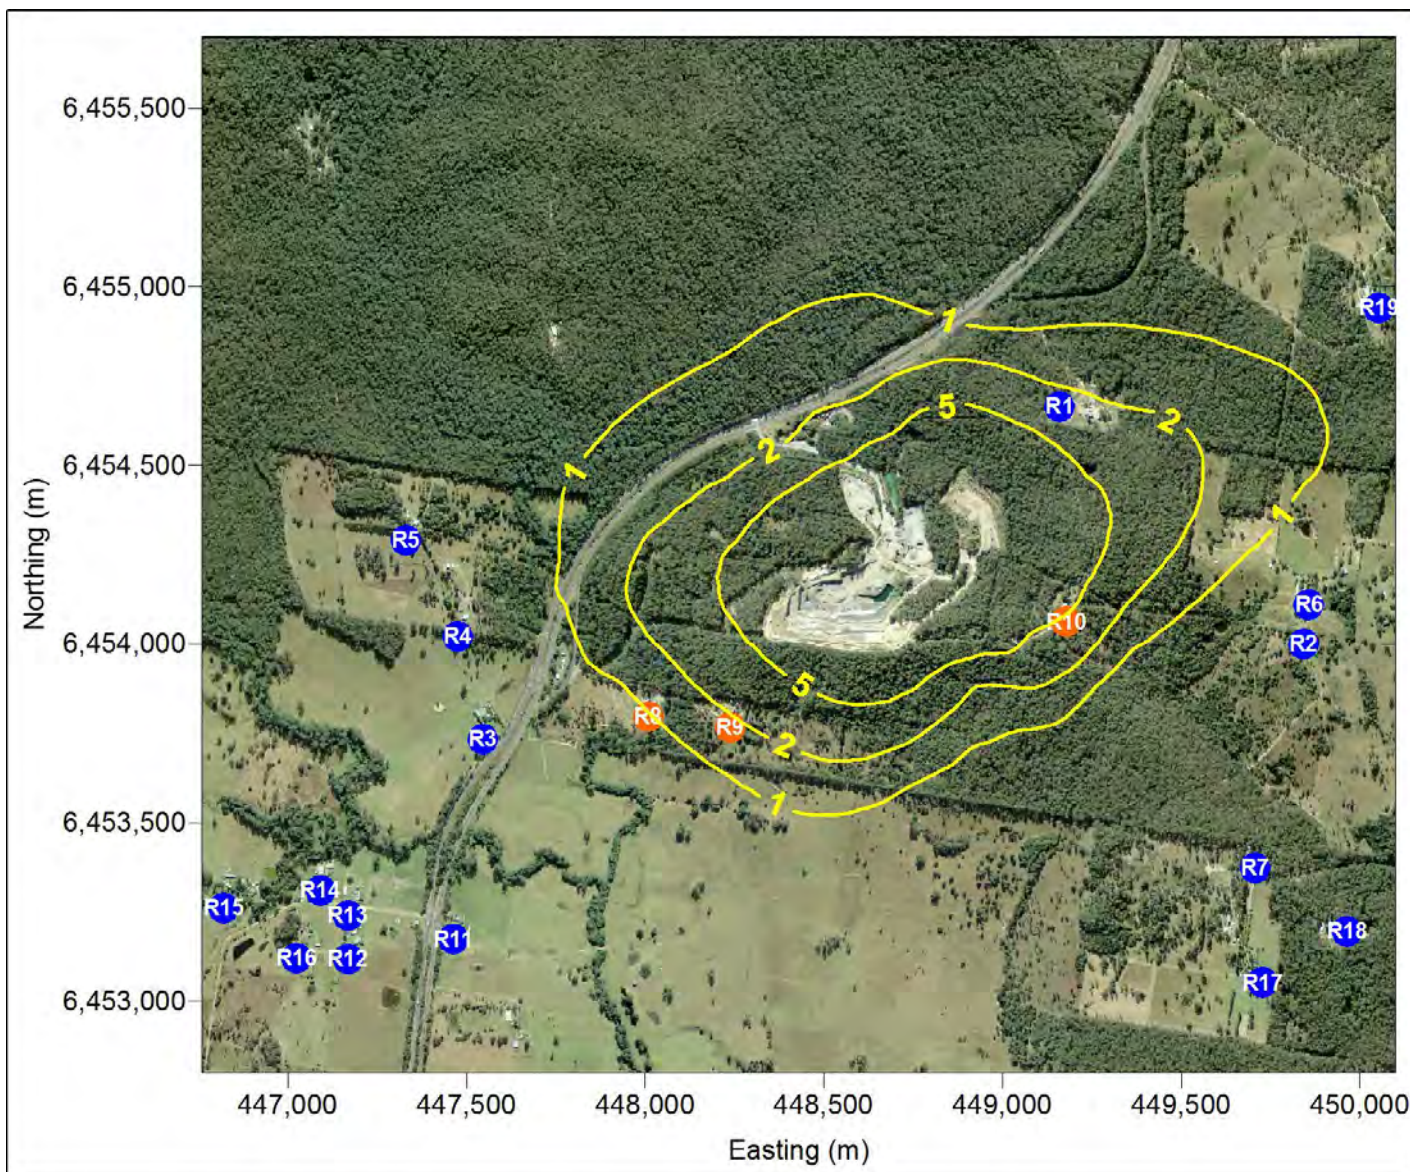 6,455,500
6,455,000
R19
1
R1
5
2
2
6,454,500
1
1
R5
R6
R10
R4
R2
6,454,000
5
R8
R9
R3
2
1
6,453,500
R7
R14
R15
R13
R18
R11
R16
R12
R17
6,453,000
Northing (m)
447,000
447,500
448,000
448,500
449,000
449,500
450,000
Easting (m)